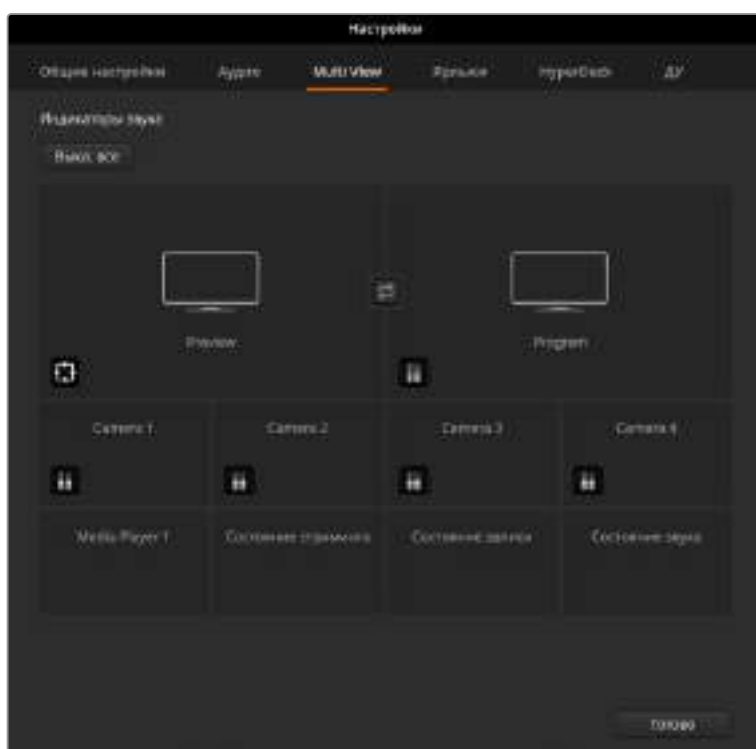 Настройки
Общие настройки Аудио Multi View Ярлыки HyperDeck ДУ
Индикаторы звука
Выкл. все
Preview Program
Camera 1 Camera 2 Camera 3 Camera 4
Media Player 1 Состояние стриминга Состояние записи Состояние звука
Готово